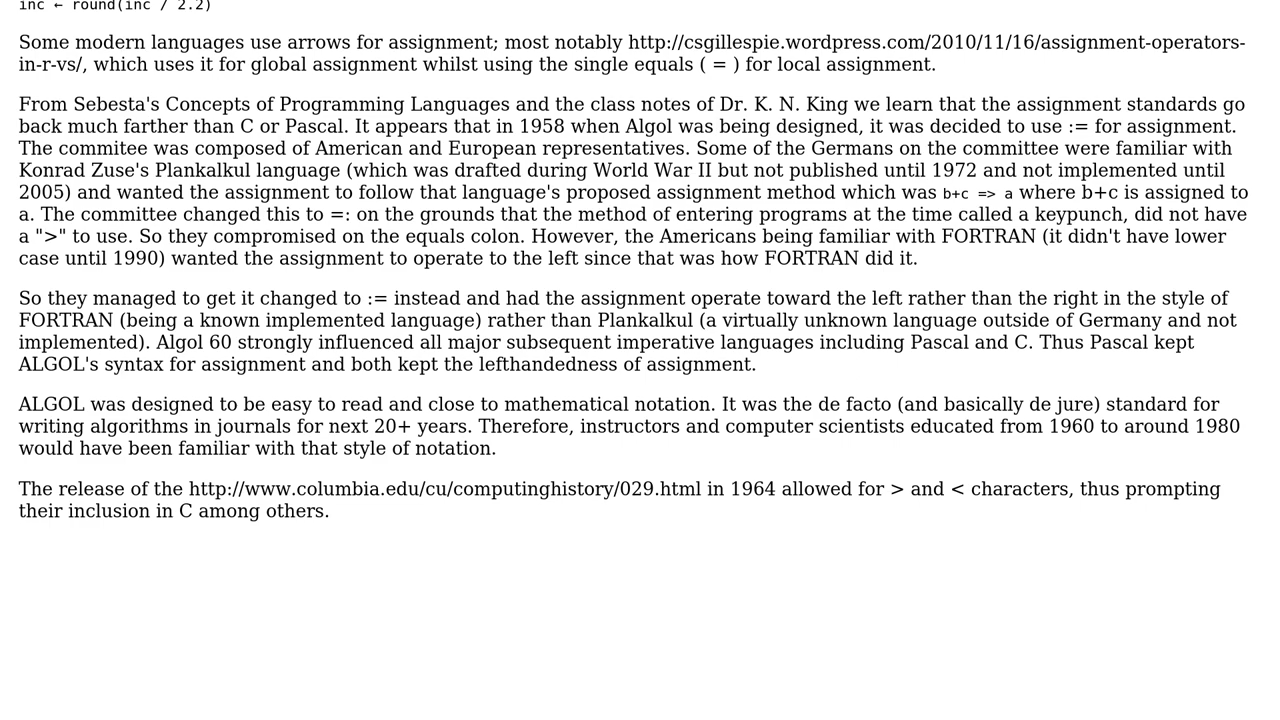 inc ← round(inc / 2.2)
Some modern languages use arrows for assignment; most notably http://csgillespie.wordpress.com/2010/11/16/assignment-operators-
in-r-vs/, which uses it for global assignment whilst using the single equals ( = ) for local assignment.
From Sebesta's Concepts of Programming Languages and the class notes of Dr. K. N. King we learn that the assignment standards go
back much farther than C or Pascal. It appears that in 1958 when Algol was being designed, it was decided to use := for assignment.
The commitee was composed of American and European representatives. Some of the Germans on the committee were familiar with
Konrad Zuse's Plankalkul language (which was drafted during World War II but not published until 1972 and not implemented until
2005) and wanted the assignment to follow that language's proposed assignment method which was b+c => a where b+c is assigned to
a. The committee changed this to =: on the grounds that the method of entering programs at the time called a keypunch, did not have
a ">" to use. So they compromised on the equals colon. However, the Americans being familiar with FORTRAN (it didn't have lower
case until 1990) wanted the assignment to operate to the left since that was how FORTRAN did it.
So they managed to get it changed to := instead and had the assignment operate toward the left rather than the right in the style of
FORTRAN (being a known implemented language) rather than Plankalkul (a virtually unknown language outside of Germany and not
implemented). Algol 60 strongly influenced all major subsequent imperative languages including Pascal and C. Thus Pascal kept
ALGOL's syntax for assignment and both kept the lefthandedness of assignment.
ALGOL was designed to be easy to read and close to mathematical notation. It was the de facto (and basically de jure) standard for
writing algorithms in journals for next 20+ years. Therefore, instructors and computer scientists educated from 1960 to around 1980
would have been familiar with that style of notation.
The release of the http://www.columbia.edu/cu/computinghistory/029.html in 1964 allowed for > and < characters, thus prompting
their inclusion in C among others.